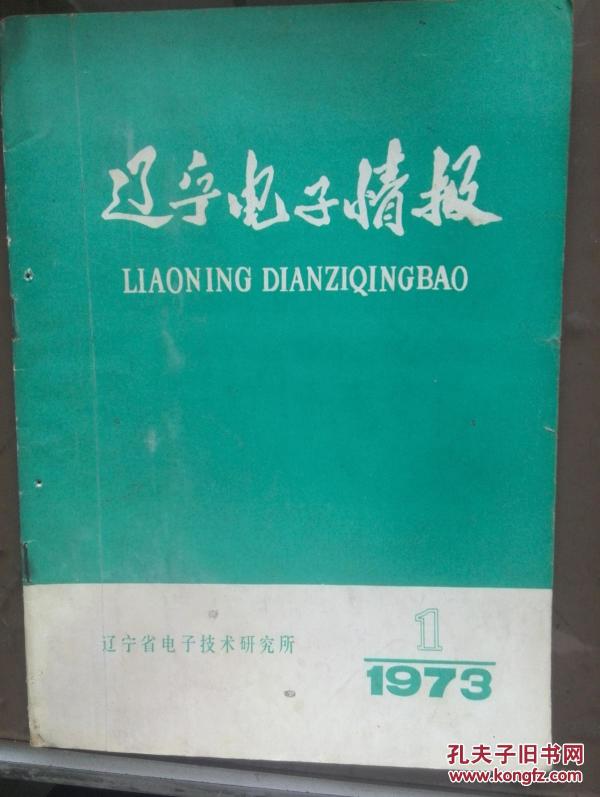 辽宁电子情报
LIAONING DIANZIQINGBAO
辽宁省电子技术研究所
1
1973
孔夫子旧书网
www.kongfz.com